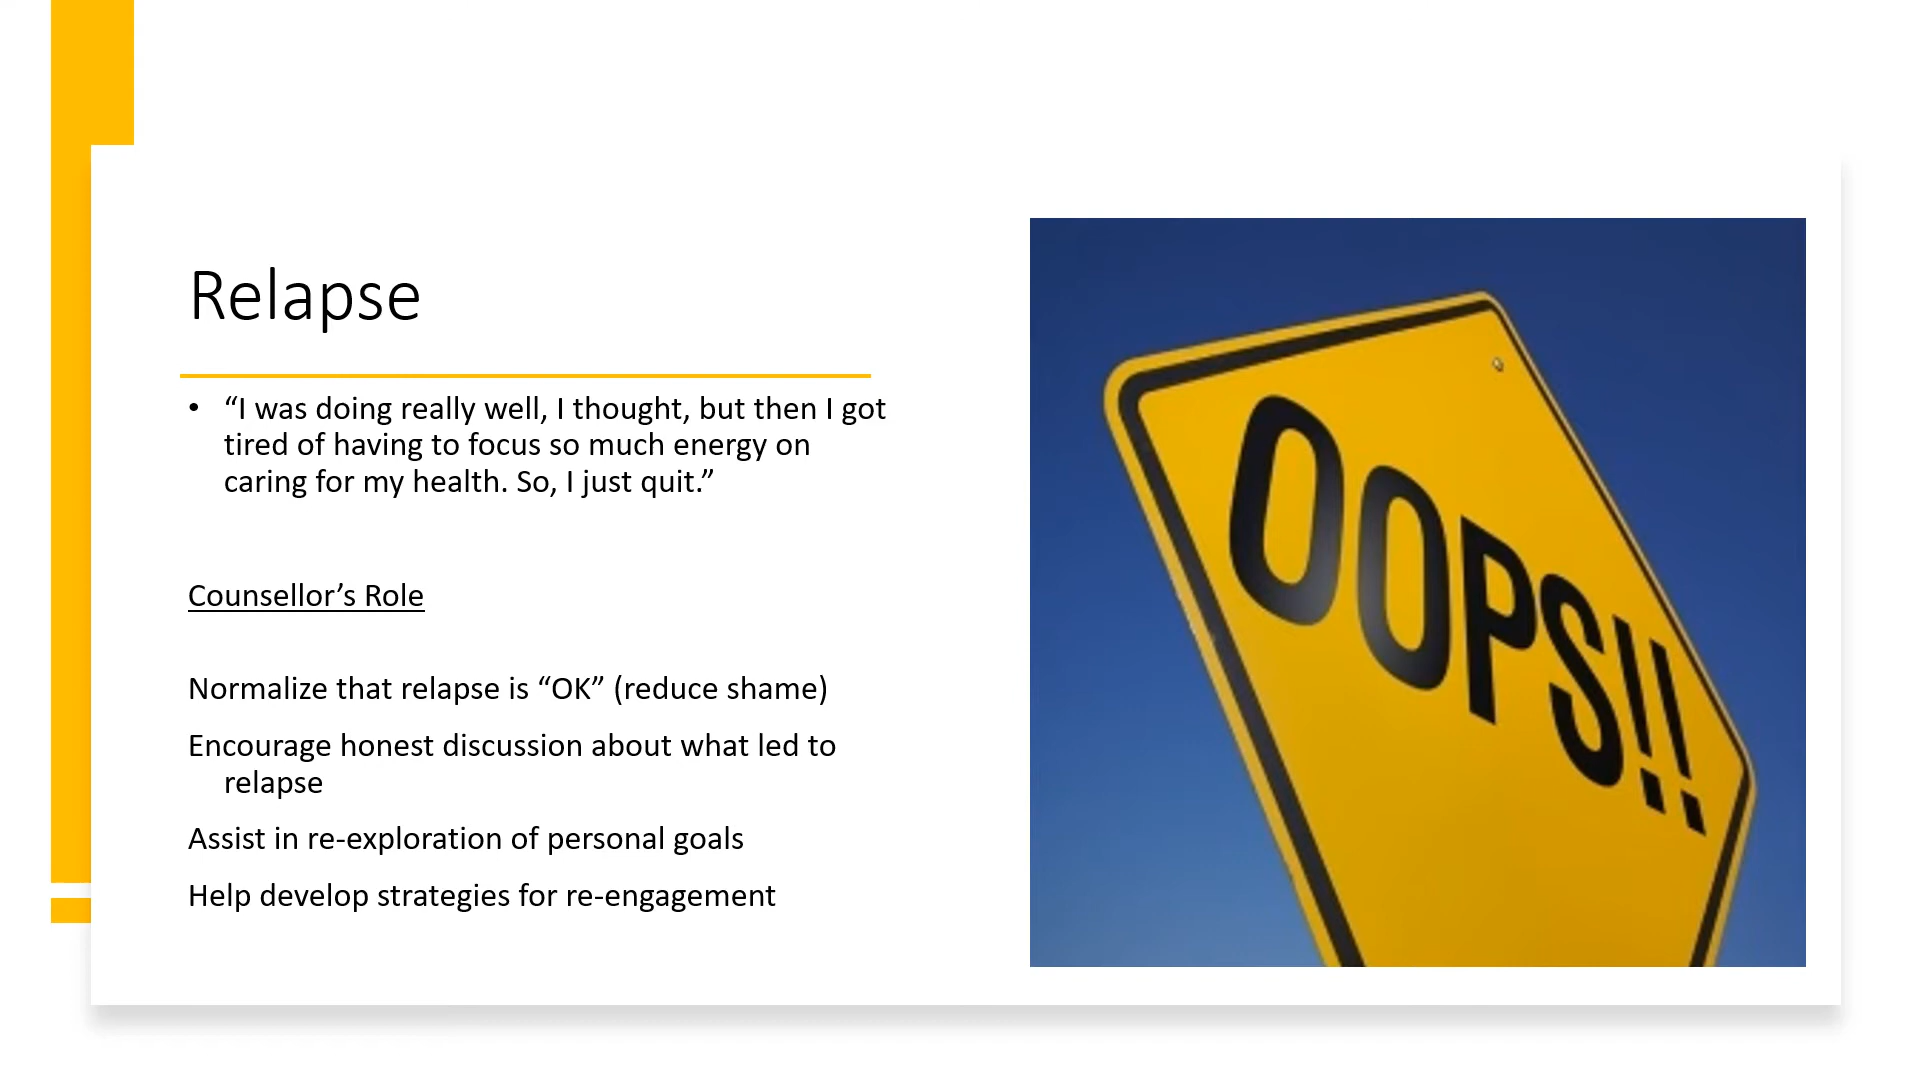 Relapse
• “I was doing really well, I thought, but then I got
tired of having to focus so much energy on
caring for my health. So, I just quit.”
Counsellor’s Role
Normalize that relapse is “OK” (reduce shame)
Encourage honest discussion about what led to
relapse
Assist in re-exploration of personal goals
Help develop strategies for re-engagement
OOPS!!